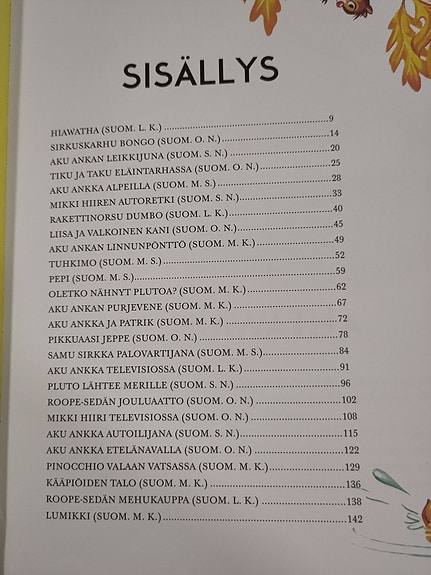 SISÄLLYS
HIAWATHA (SUOM. L. K.) ................................................9
SIRKUSKARHU BONGO (SUOM. O. N.)................................14
AKU ANKAN LEIKKIJUNA (SUOM. S. N.) .............................20
TIKU JA TAKU ELÄINTARHASSA (SUOM. O. N.)......................25
AKU ANKKA ALPEILLA (SUOM. M. S.) ................................28
MIKKI HIIREN AUTORETKI (SUOM. S. N.)............................33
RAKETTINORSU DUMBO (SUOM. L. K.) ..............................40
LIISA JA VALKOINEN KANI (SUOM. O. N.) ...........................45
AKU ANKAN LINNUNPÖNTTÖ (SUOM. M. K.)........................49
TUHKIMO (SUOM. M. S.) ................................................52
PEPI (SUOM. M. S.)......................................................59
OLETKO NÄHNYT PLUTOA? (SUOM. M. K.) ..........................62
AKU ANKAN PURJEVENE (SUOM. M. K.) .............................67
AKU ANKKA JA PATRIK (SUOM. M. K.) ...............................72
PIKKUAASI JEPPE (SUOM. O. N.) .......................................78
SAMU SIRKKA PALOVARTIJANA (SUOM. M. S.)......................84
AKU ANKKA TELEVISIOSSA (SUOM. L. K.) ...........................91
PLUTO LÄHTEE MERILLE (SUOM. S. N.) .............................96
ROOPE-SEDÄN JOULUAATTO (SUOM. O. N.) ........................102
MIKKI HIIRI TELEVISIOSSA (SUOM. O. N.) ..........................108
AKU ANKKA AUTOILIJANA (SUOM. S. N.).............................115
AKU ANKKA ETELÄNAVALLA (SUOM. O. N.) ........................122
PINOCCHIO VALAAN VATSASSA (SUOM. M. K.).....................129
KÄÄPIÖIDEN TALO (SUOM. M. K.) ....................................136
ROOPE-SEDÄN MEHUKAUPPA (SUOM. L. K.) .......................138
LUMIKKI (SUOM. M. K.)..................................................142